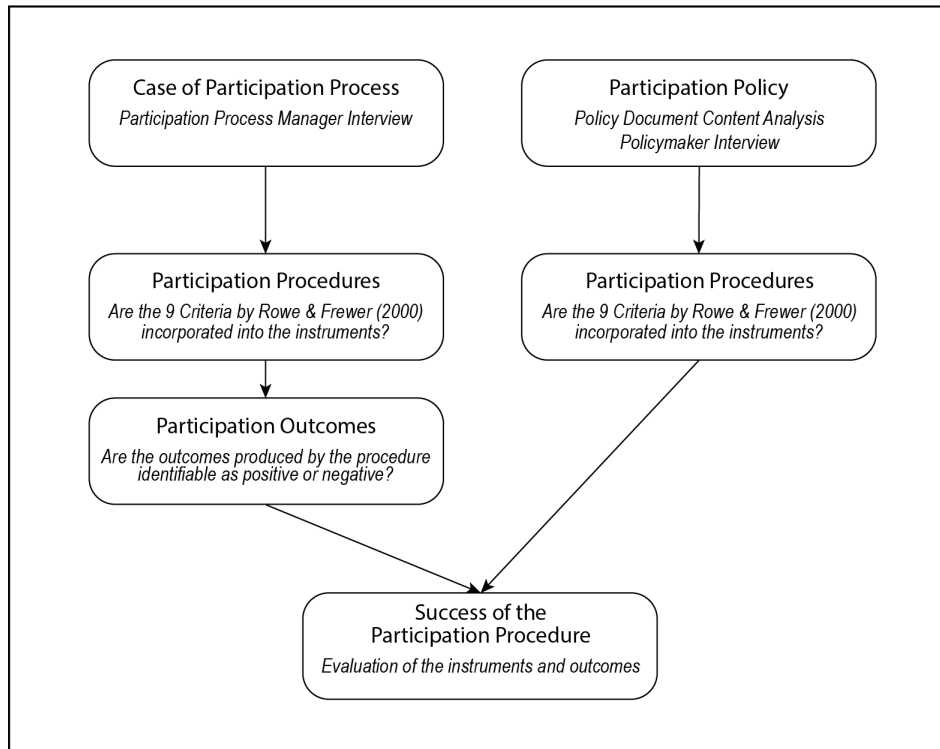 Case of Participation Process
Participation Process Manager Interview
Participation Policy
Policy Document Content Analysis
Policymaker Interview
Participation Procedures
Are the 9 Criteria by Rowe & Frewer (2000)
incorporated into the instruments?
Participation Procedures
Are the 9 Criteria by Rowe & Frewer (2000)
incorporated into the instruments?
Participation Outcomes
Are the outcomes produced by the procedure
identifiable as positive or negative?
Success of the
Participation Procedure
Evaluation of the instruments and outcomes